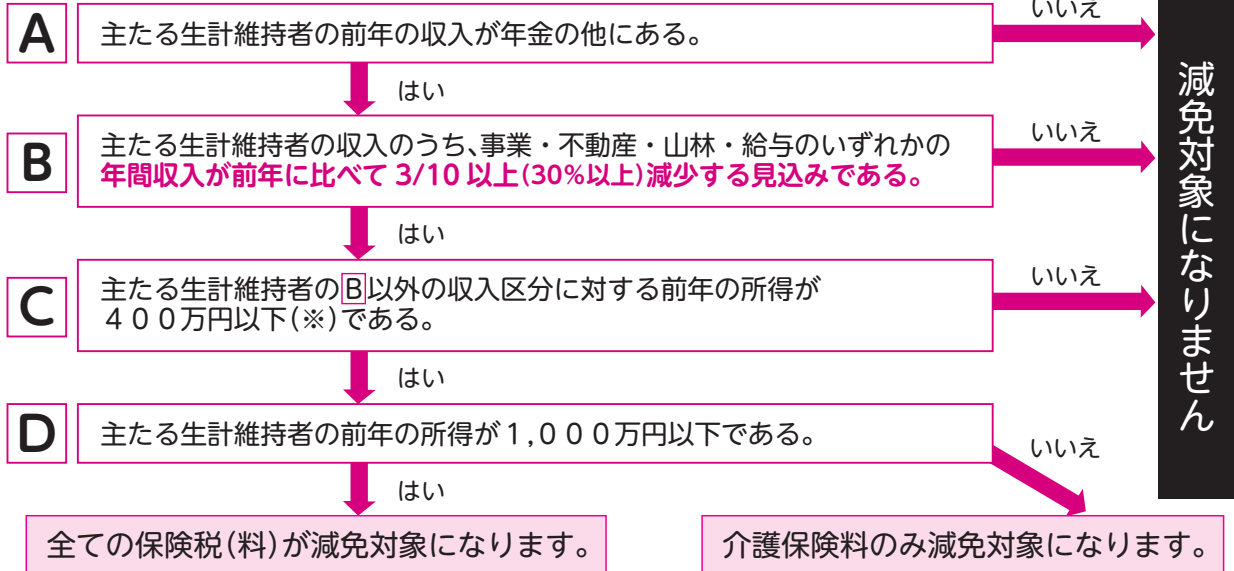 いいえ
A
主たる生計維持者の前年の収入が年金の他にある。
はい
B
主たる生計維持者の収入のうち、事業・不動産・山林・給与のいずれかの
年間収入が前年に比べて 3/10 以上(30%以上)減少する見込みである。
いいえ
はい
C
主たる生計維持者のB以外の収入区分に対する前年の所得が
４００万円以下(※)である。
いいえ
はい
D
主たる生計維持者の前年の所得が１,０００万円以下である。
いいえ
はい
減免対象になりません
全ての保険税(料)が減免対象になります。
介護保険料のみ減免対象になります。